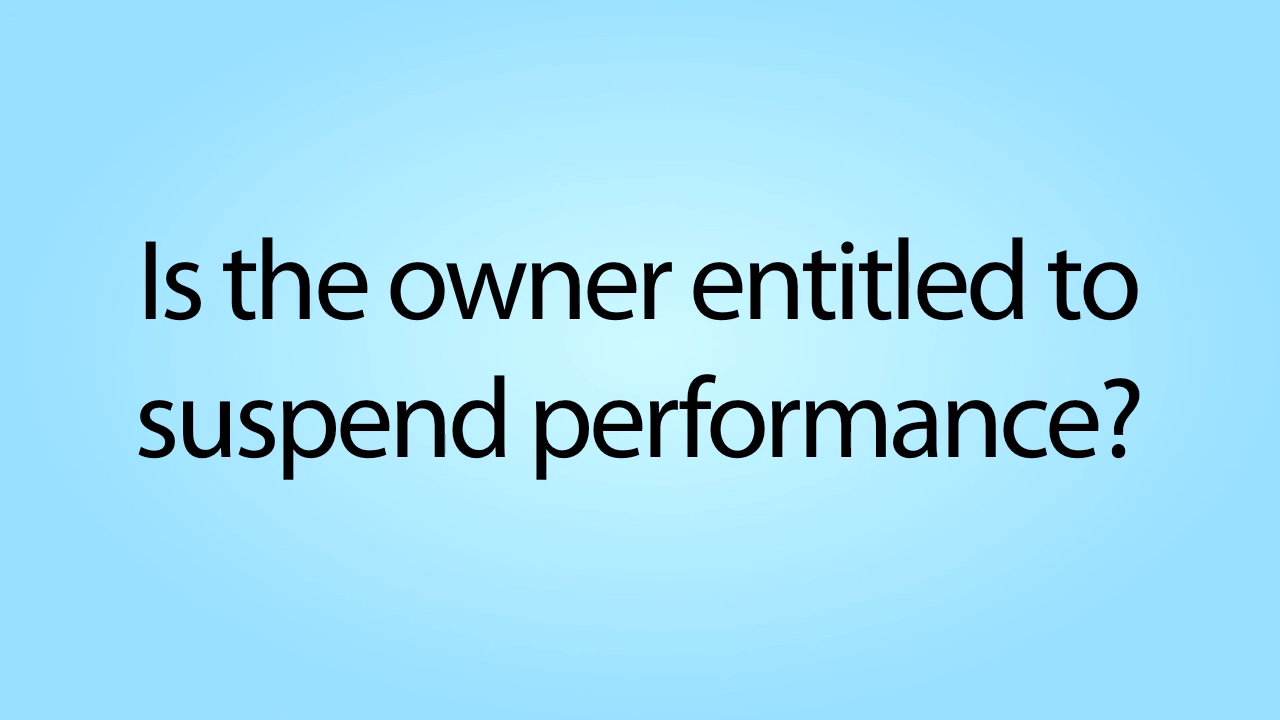 Is the owner entitled to
suspend performance?